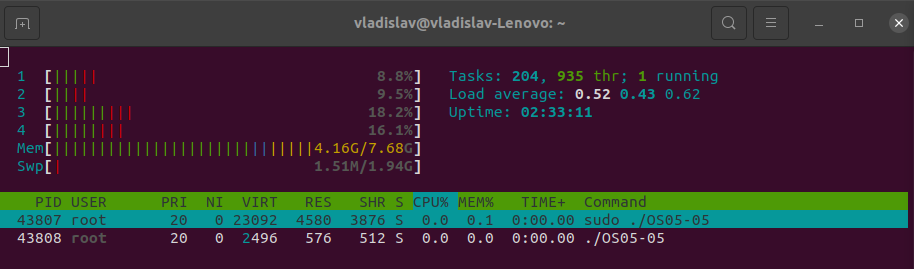 vladislav@vladislav-Lenovo: ~
1 [||||| 8.8%] Tasks: 204, 935 thr; 1 running
2 [|||| 9.5%] Load average: 0.52 0.43 0.62
3 [||||||||| 18.2%] Uptime: 02:33:11
4 [|||||||| 16.1%]
Mem[|||||||||||||||||||||||||||||4.16G/7.68G]
Swp[| 1.51M/1.94G]
PID USER PRI NI VIRT RES SHR S CPU% MEM% TIME+ Command
43807 root 20 0 23092 4580 3876 S 0.0 0.1 0:00.00 sudo ./OS05-05
43808 root 20 0 2496 576 512 S 0.0 0.0 0:00.00 ./OS05-05